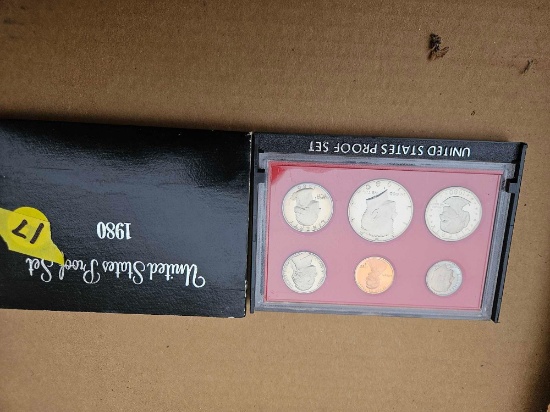 United States Proof Set
1980
17
UNITED STATES PROOF SET